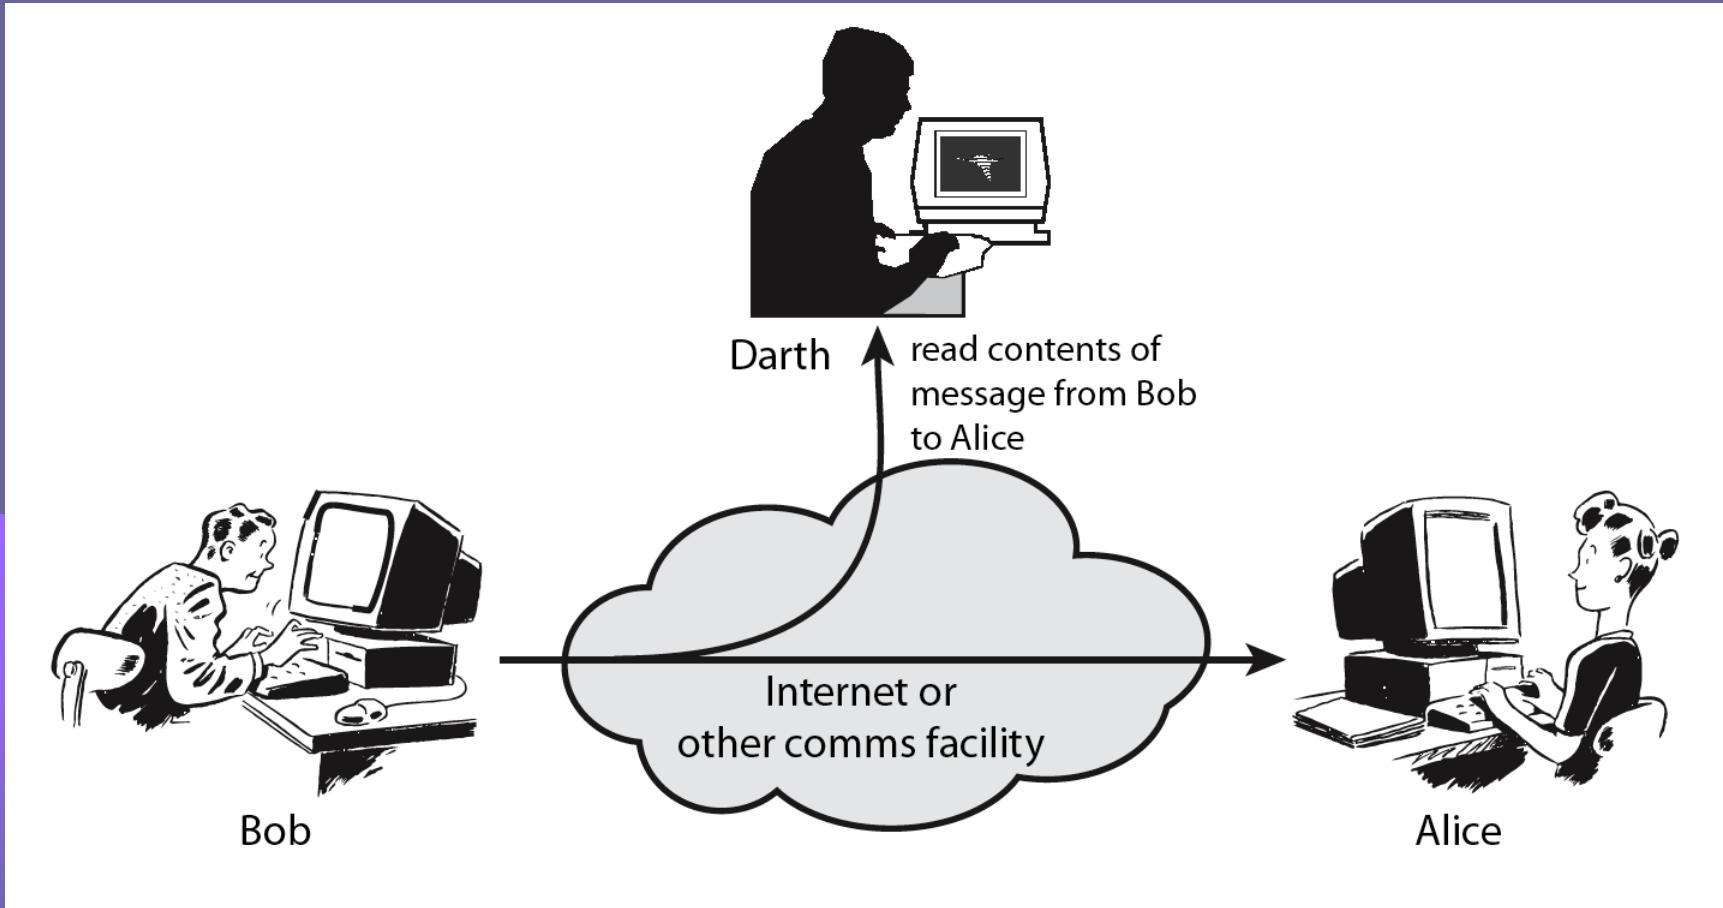 Darth
read contents of
message from Bob
to Alice
Internet or
other comms facility
Bob
Alice